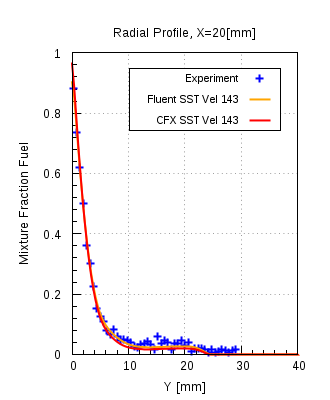 Radial Profile, X=20[mm]
1
Experiment
Fluent SST Vel 143
CFX SST Vel 143
0.8
0.6
Mixture Fraction Fuel
0.4
0.2
0
0 10 20 30 40
Y [mm]